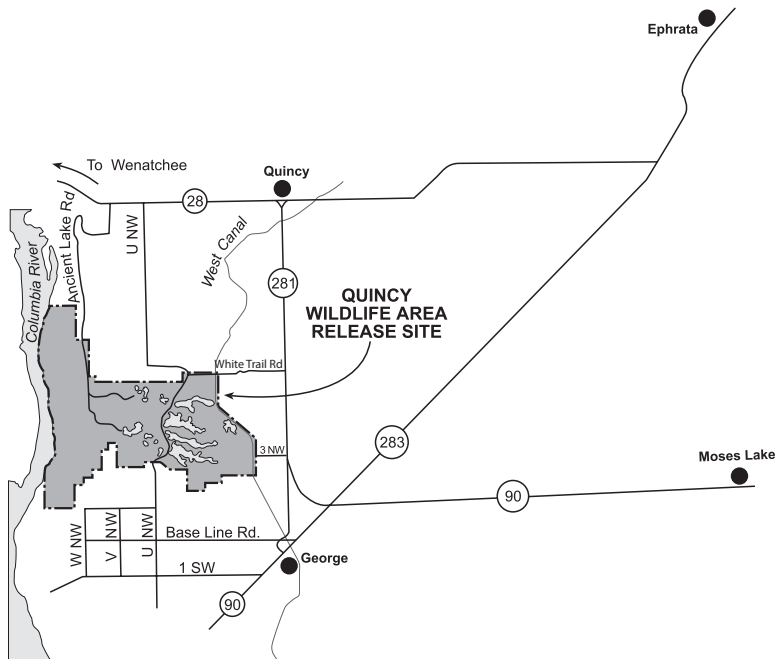 Ephrata
To Wenatchee
Quincy
28
Ancient Lake Rd
U NW
Columbia River
West Canal
281
QUINCY
WILDLIFE AREA
RELEASE SITE
White Trail Rd
283
3 NW
Moses Lake
90
W NW
V NW
U NW
Base Line Rd.
George
1 SW
90